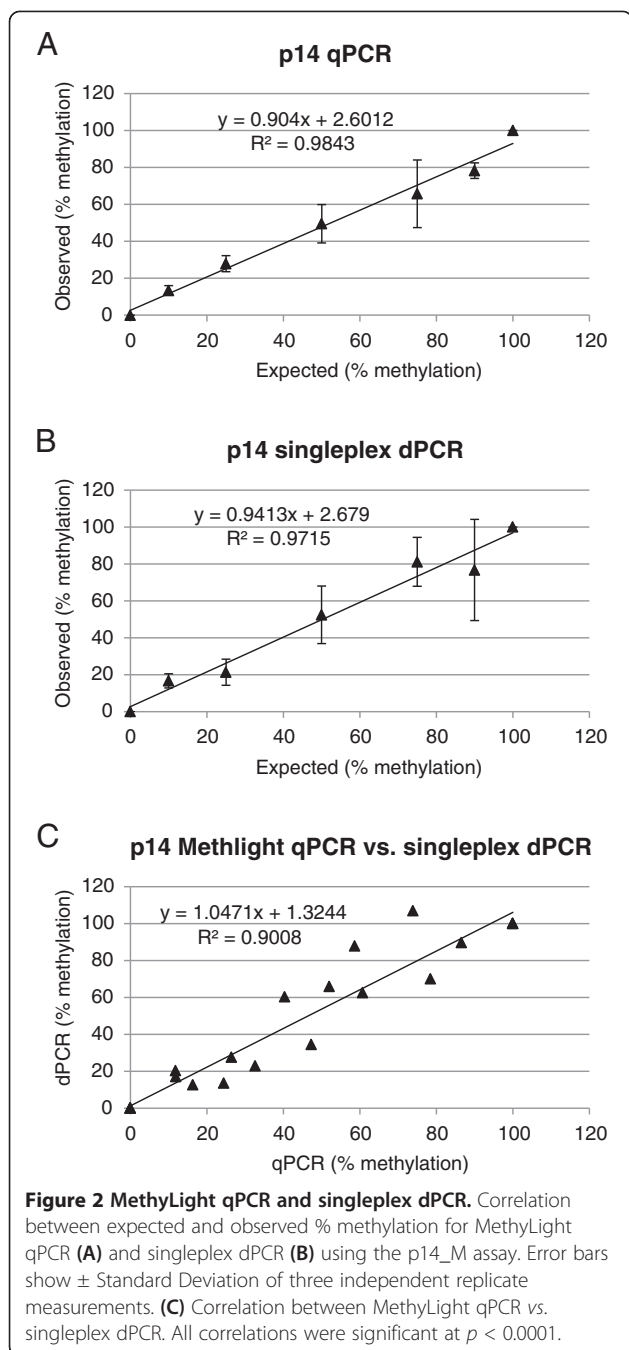 A
p14 qPCR
y = 0.904x + 2.6012
R² = 0.9843
Observed (% methylation)
120
100
80
60
40
20
0
0 20 40 60 80 100 120
Expected (% methylation)
B
p14 singleplex dPCR
y = 0.9413x + 2.679
R² = 0.9715
Observed (% methylation)
120
100
80
60
40
20
0
0 20 40 60 80 100 120
Expected (% methylation)
C
p14 Methlight qPCR vs. singleplex dPCR
y = 1.0471x + 1.3244
R² = 0.9008
dPCR (% methylation)
120
100
80
60
40
20
0
0 20 40 60 80 100 120
qPCR (% methylation)
Figure 2 MethyLight qPCR and singleplex dPCR. Correlation
between expected and observed % methylation for MethyLight
qPCR (A) and singleplex dPCR (B) using the p14_M assay. Error bars
show ± Standard Deviation of three independent replicate
measurements. (C) Correlation between MethyLight qPCR vs.
singleplex dPCR. All correlations were significant at p < 0.0001.